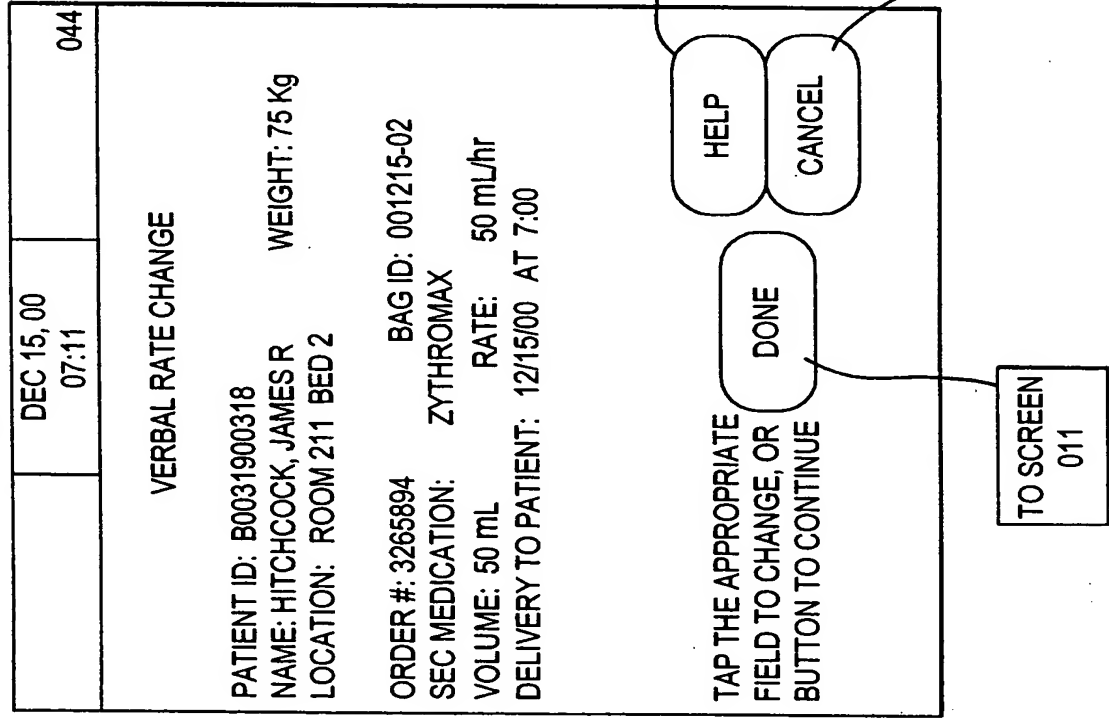 DEC 15, 00
07:11
044
VERBAL RATE CHANGE
PATIENT ID: B0031900318
NAME: HITCHCOCK, JAMES R WEIGHT: 75 Kg
LOCATION: ROOM 211 BED 2
ORDER #: 3265894 BAG ID: 001215-02
SEC MEDICATION: ZYTHROMAX
VOLUME: 50 mL RATE: 50 mL/hr
DELIVERY TO PATIENT: 12/15/00 AT 7:00
TAP THE APPROPRIATE
FIELD TO CHANGE, OR
BUTTON TO CONTINUE
DONE
HELP
CANCEL
TO SCREEN
011